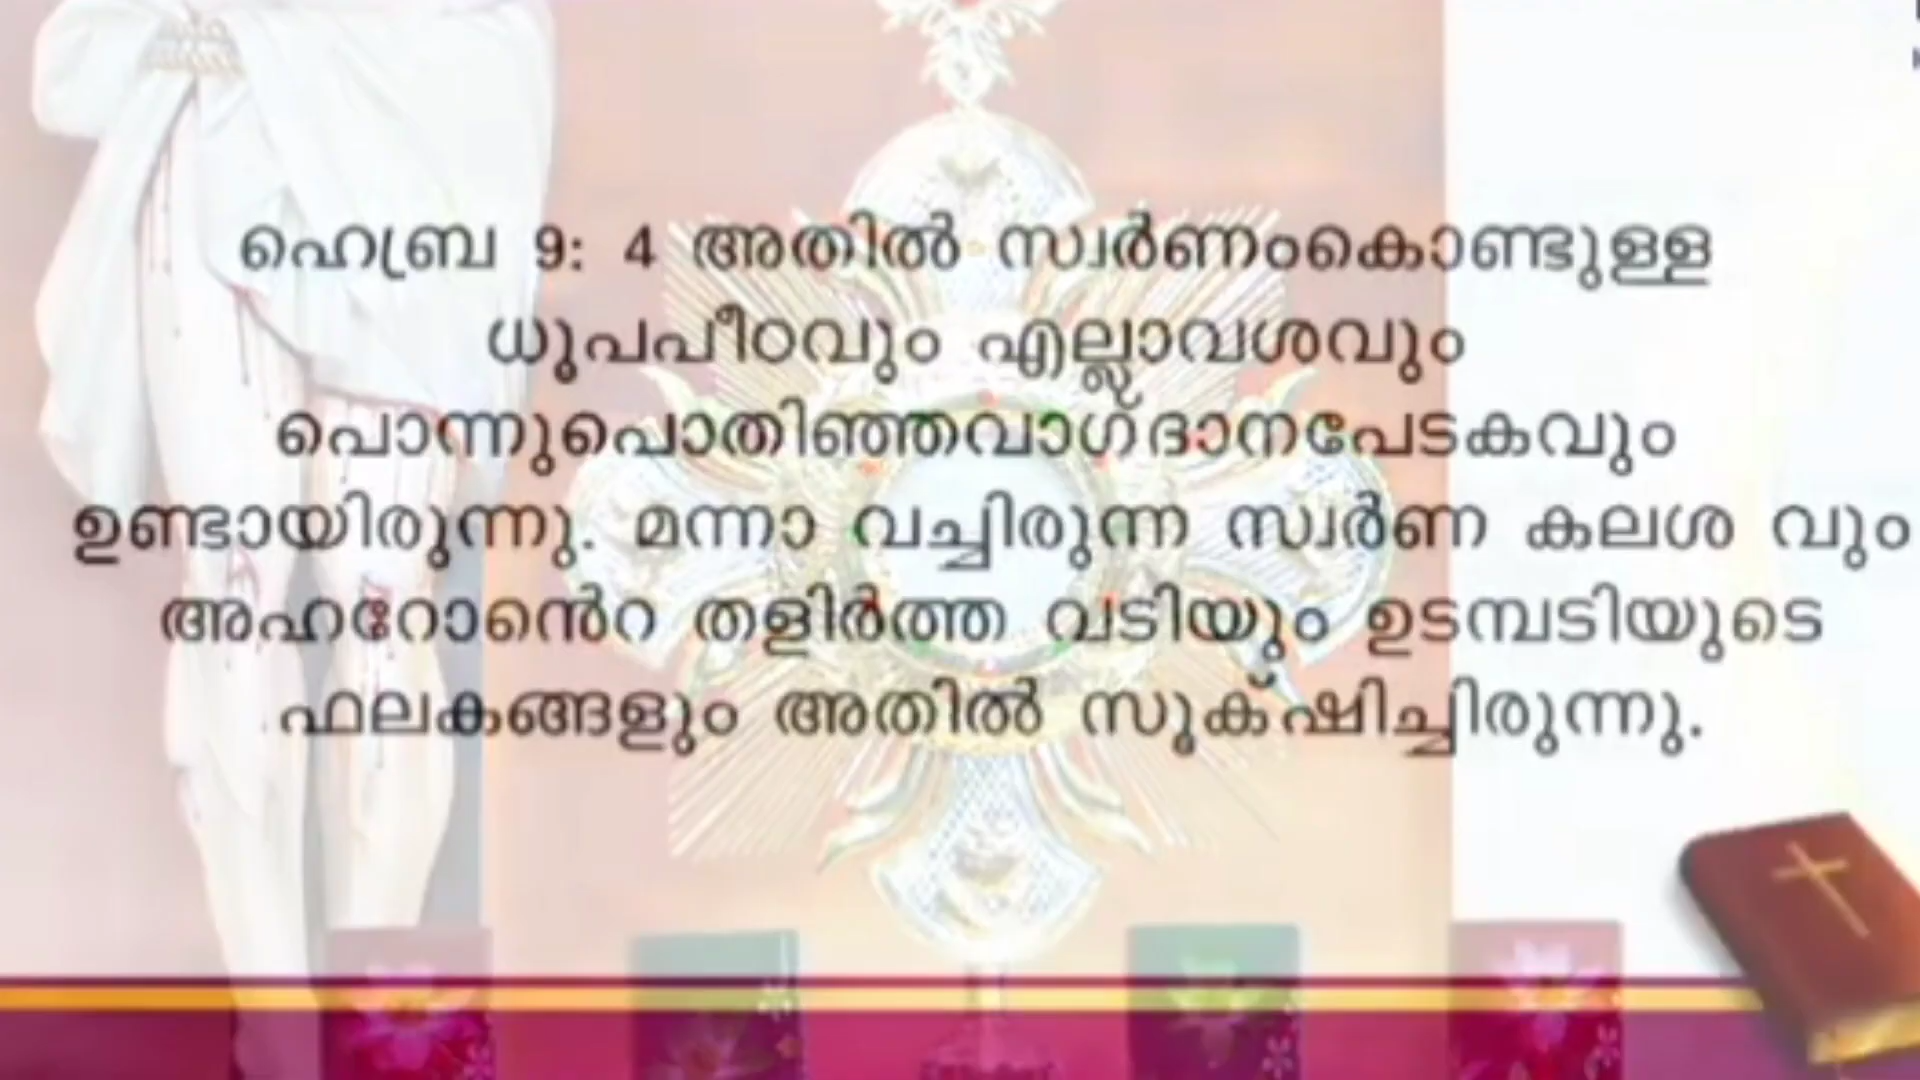 ഹെബ്ര 9: 4 അതിൽ സ്വർണംകൊണ്ടുള്ള
ധൂപപീഠവും എല്ലാവശവും
പൊന്നുപൊതിഞ്ഞവാഗ്ദാനപേടകവും
ഉണ്ടായിരുന്നു. മന്നാ വച്ചിരുന്ന സ്വർണ കലശ വും
അഹറോൻെറ തളിർത്ത വടിയും ഉടമ്പടിയുടെ
ഫലകങ്ങളും അതിൽ സൂക്ഷിച്ചിരുന്നു.